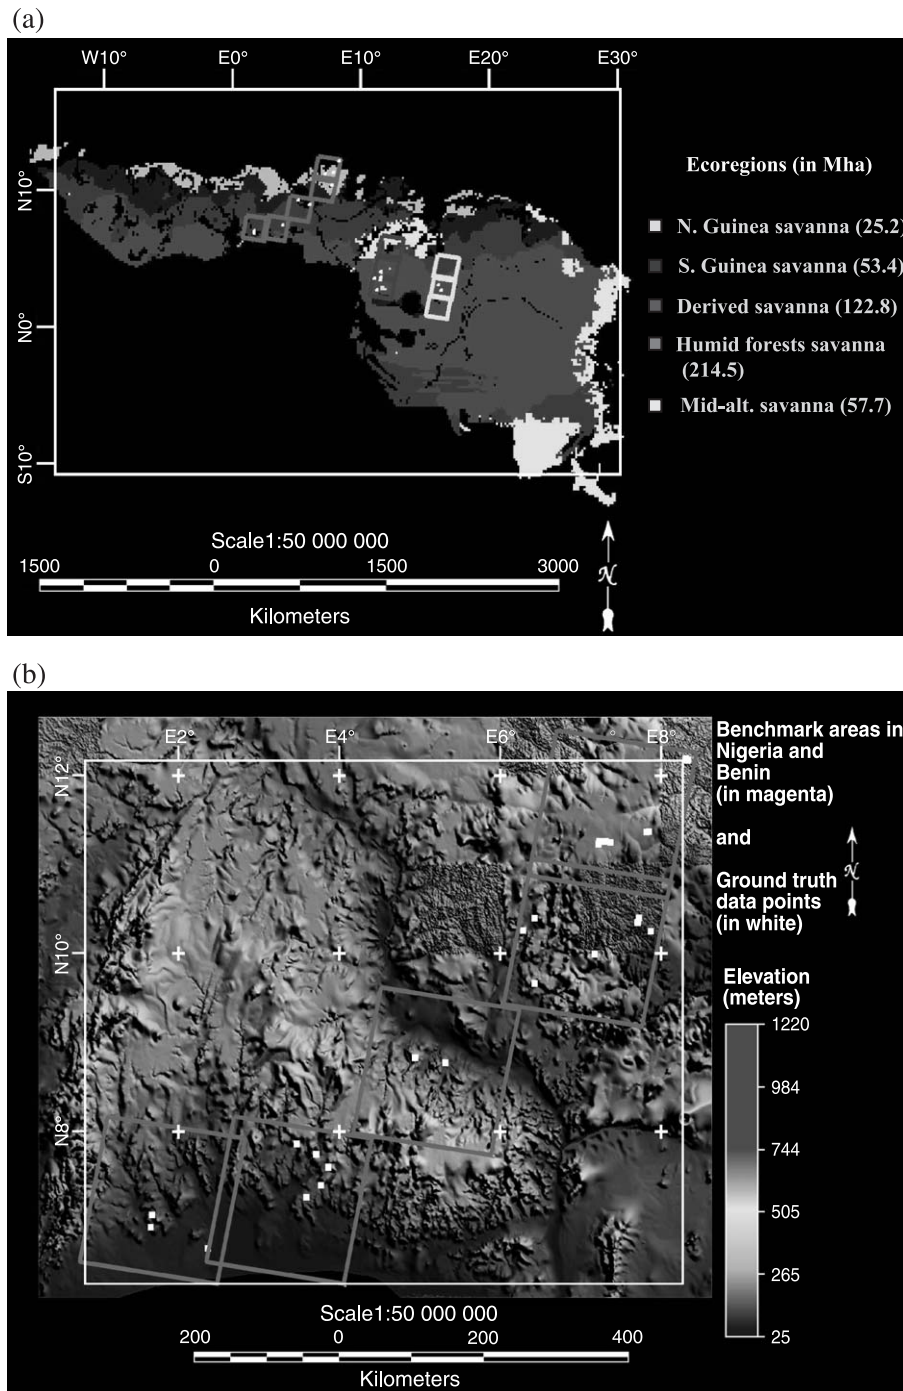 (a)
W10° E0° E10° E20° E30°
N10°
N0°
S10°
Ecoregions (in Mha)
N. Guinea savanna (25.2)
S. Guinea savanna (53.4)
Derived savanna (122.8)
Humid forests savanna
(214.5)
Mid-alt. savanna (57.7)
Scale1:50 000 000
1500 0 1500 3000
Kilometers
N
(b)
E2° E4° E6° ° E8°
N12°
N10°
N8°
Benchmark areas in
Nigeria and
Benin
(in magenta)
and
Ground truth
data points
(in white)
N
Elevation
(meters)
1220
984
744
505
265
25
Scale1:50 000 000
200 0 200 400
Kilometers